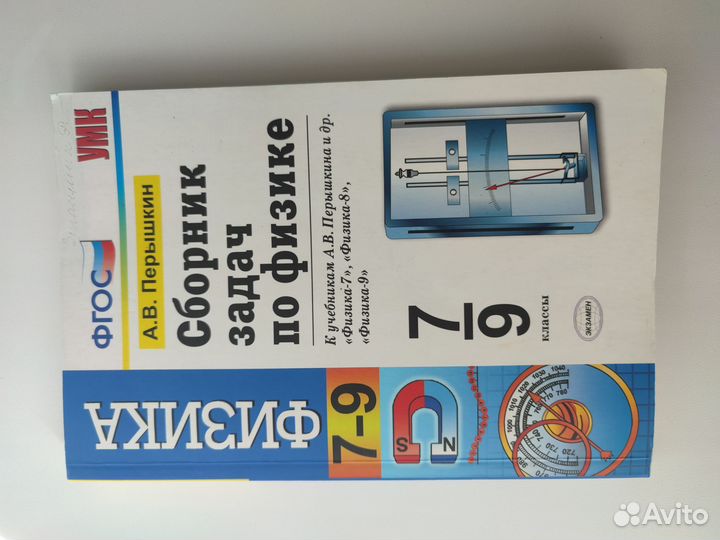 ФГОС
УМК
А.В. Перышкин
Сборник
задач
по физике
К учебникам А.В. Перышкина и др.
«Физика-7», «Физика-8»,
«Физика-9»
7
9
классы
ЭКЗАМЕН
ФИЗИКА
7-9
S N
Avito